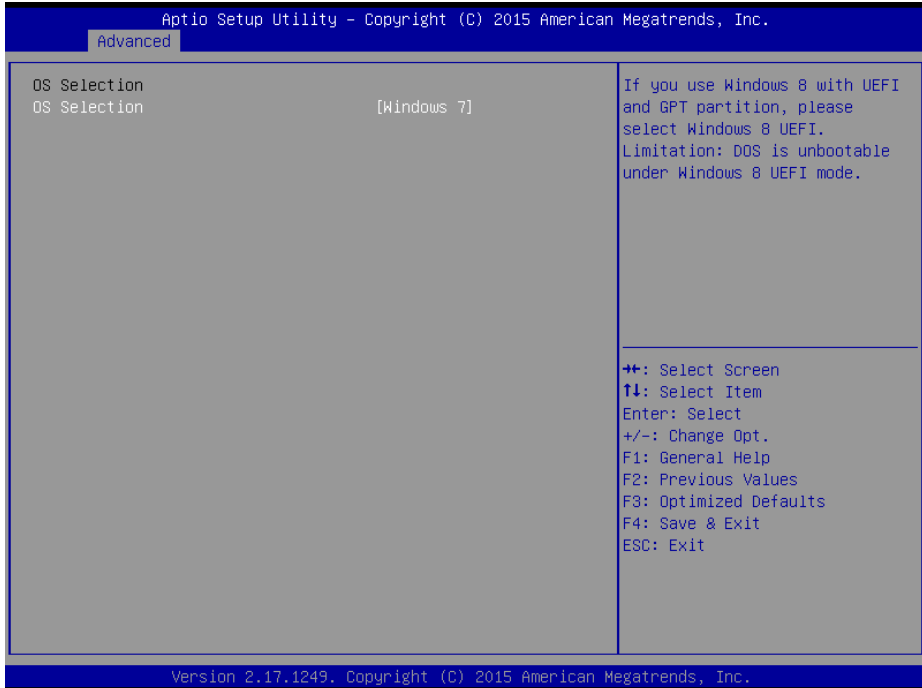 Aptio Setup Utility – Copyright (C) 2015 American Megatrends, Inc.
Advanced
OS Selection
OS Selection [Windows 7]
If you use Windows 8 with UEFI
and GPT partition, please
select Windows 8 UEFI.
Limitation: DOS is unbootable
under Windows 8 UEFI mode.
→←: Select Screen
↑↓: Select Item
Enter: Select
+/-: Change Opt.
F1: General Help
F2: Previous Values
F3: Optimized Defaults
F4: Save & Exit
ESC: Exit
Version 2.17.1249. Copyright (C) 2015 American Megatrends, Inc.